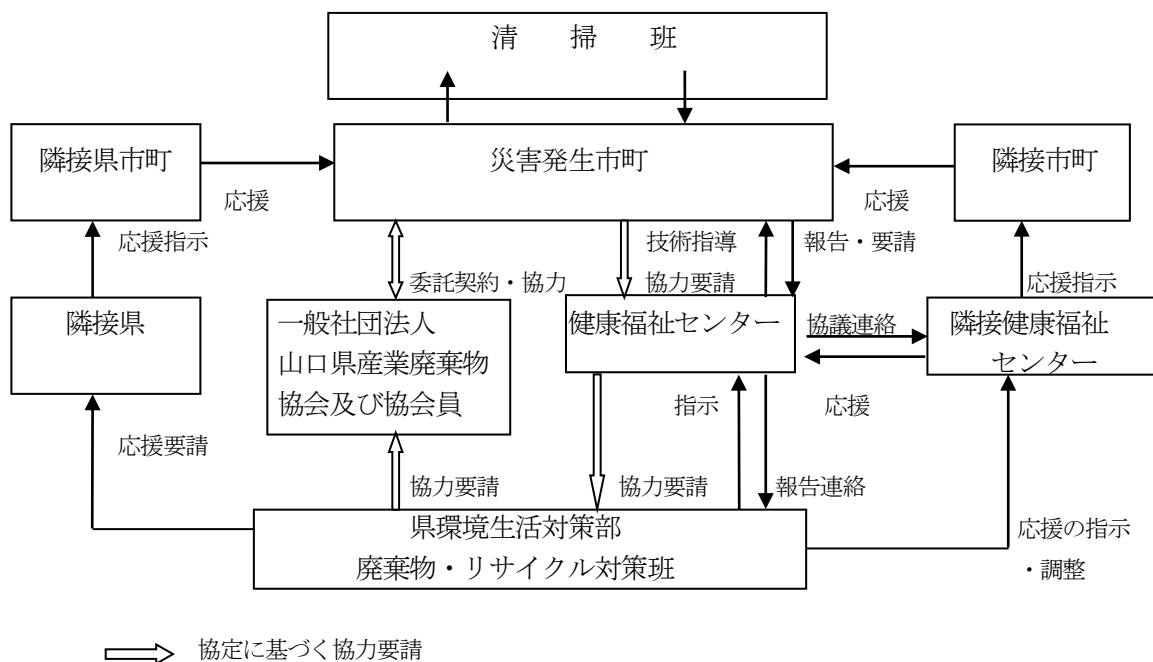 清　掃　班
隣接県市町
災害発生市町
隣接市町
応援
応援
応援指示
技術指導
報告・要請
委託契約・協力
協力要請
応援指示
隣接県
一般社団法人
山口県産業廃棄物
協会及び協会員
健康福祉センター
協議連絡
隣接健康福祉
センター
指示
応援
応援要請
協力要請
協力要請
報告連絡
県環境生活対策部
廃棄物・リサイクル対策班
応援の指示
・調整
協定に基づく協力要請